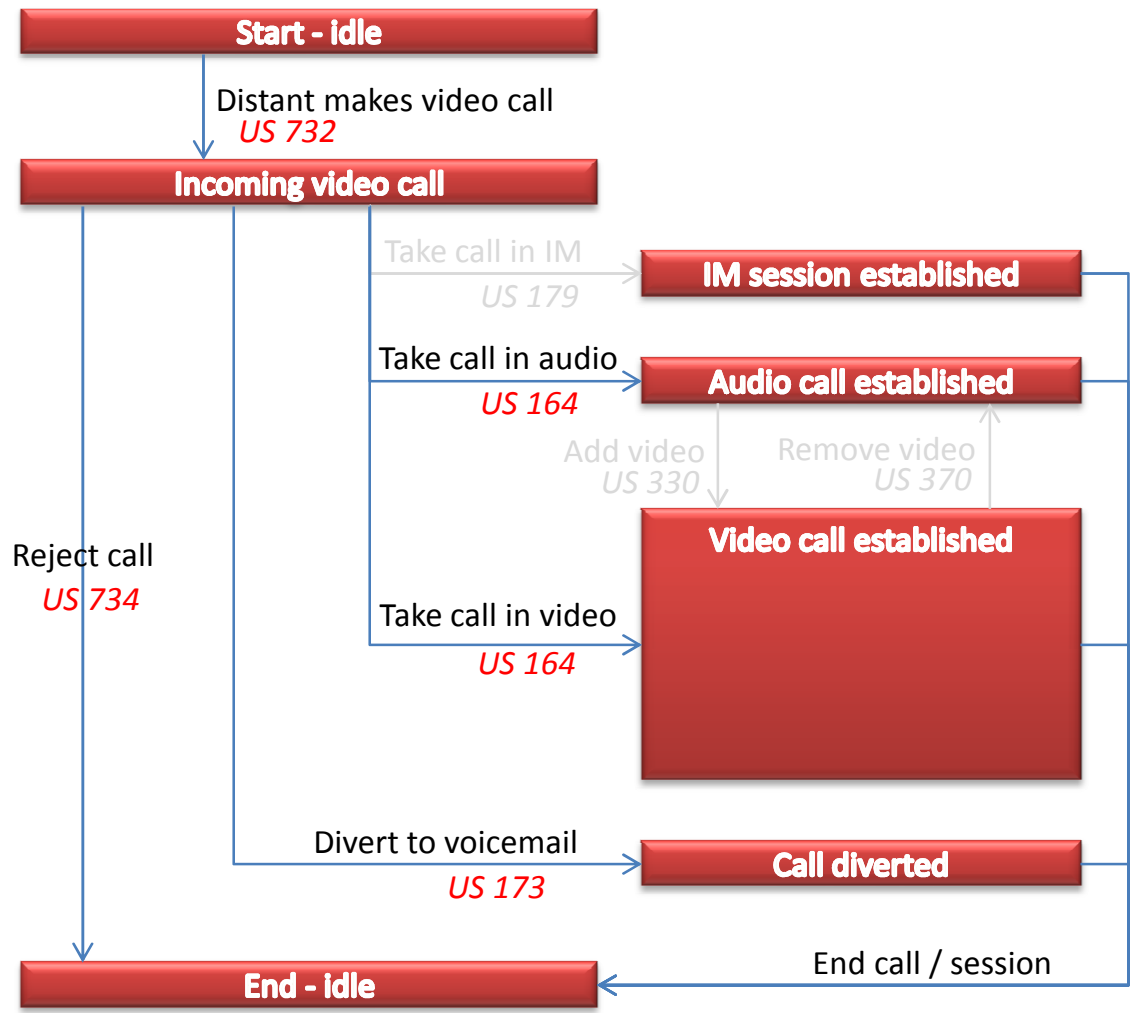 Start - idle
Distant makes video call
US 732
Incoming video call
Take call in IM
US 179
IM session established
Take call in audio
US 164
Audio call established
Add video
US 330
Remove video
US 370
Video call established
Reject call
US 734
Take call in video
US 164
Divert to voicemail
US 173
Call diverted
End call / session
End - idle